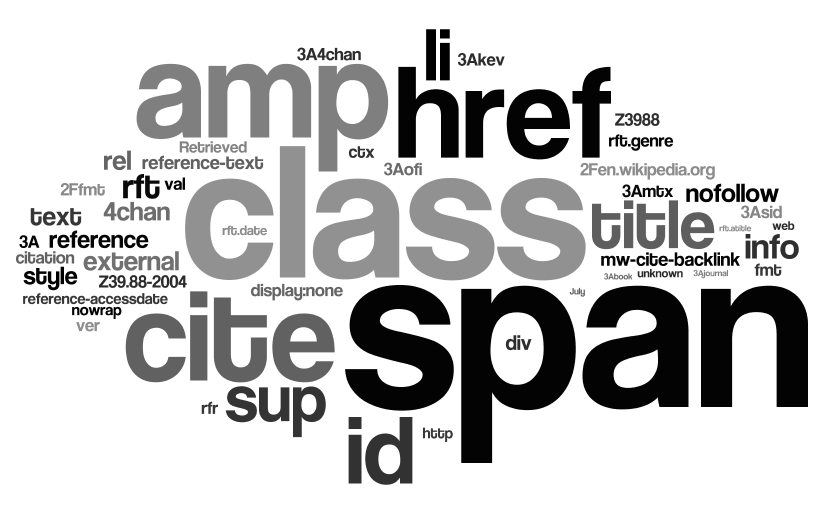 li
3A4chan
3Akev
amp
href
Z3988
rft.genre
Retrieved
ctx
rel
reference-text
3Aofi
2Fen.wikipedia.org
class
2Ffmt
rft
val
3Amtx
nofollow
text
4chan
title
3Asid
rft.date
rft.atitle
web
3A
reference
info
citation
external
mw-cite-backlink
style
Z39.88-2004
3Abook
unknown
3Ajournal
fmt
display:none
July
reference-accessdate
nowrap
ver
cite
span
div
rfr
sup
id
http